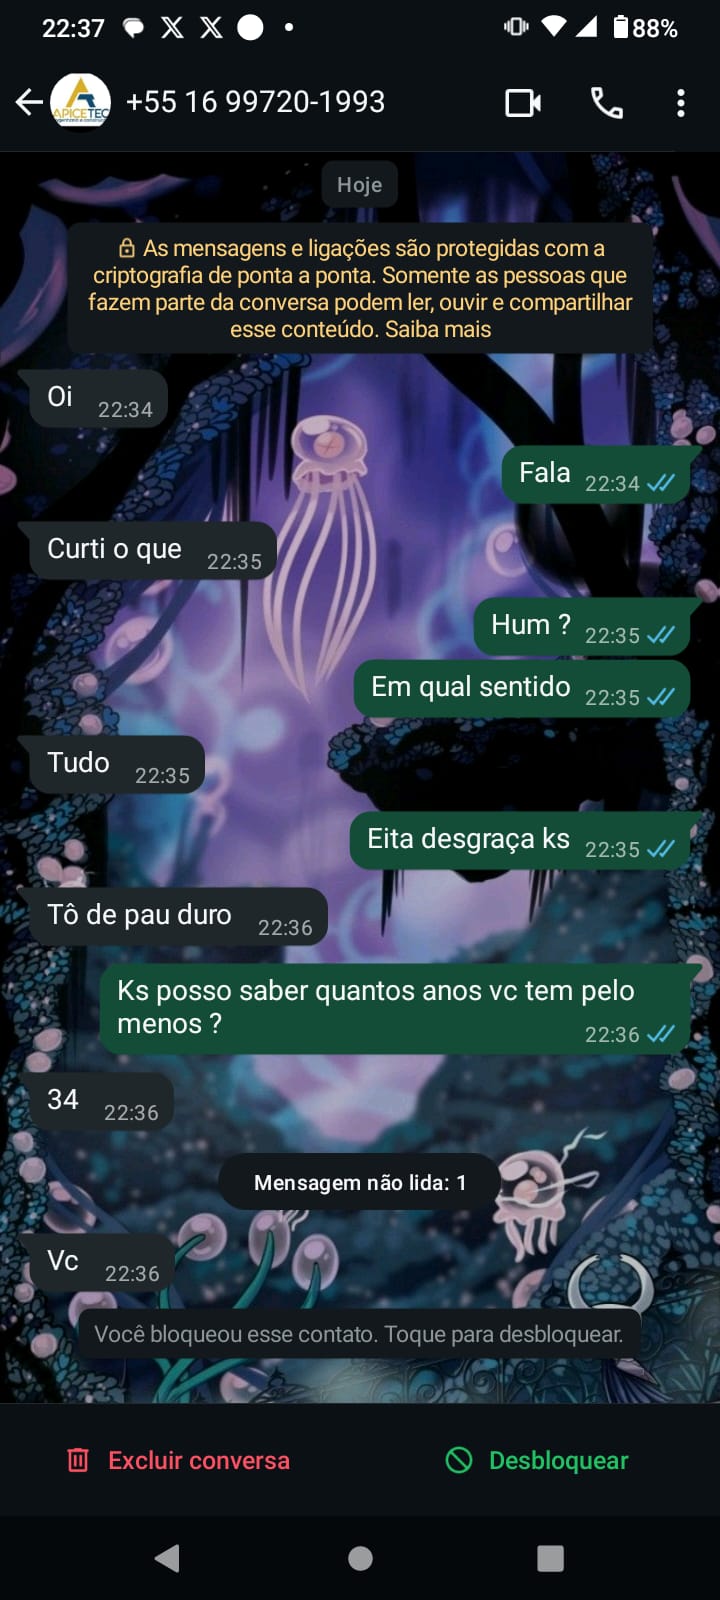 22:37
88%
APICETEC
+55 16 99720-1993
Hoje
As mensagens e ligações são protegidas com a
criptografia de ponta a ponta. Somente as pessoas que
fazem parte da conversa podem ler, ouvir e compartilhar
esse conteúdo. Saiba mais
Oi 22:34
Fala 22:34
Curti o que 22:35
Hum ? 22:35
Em qual sentido 22:35
Tudo 22:35
Eita desgraça ks 22:35
Tô de pau duro 22:36
Ks posso saber quantos anos vc tem pelo
menos ? 22:36
34 22:36
Mensagem não lida: 1
Vc 22:36
Você bloqueou esse contato. Toque para desbloquear.
Excluir conversa
Desbloquear